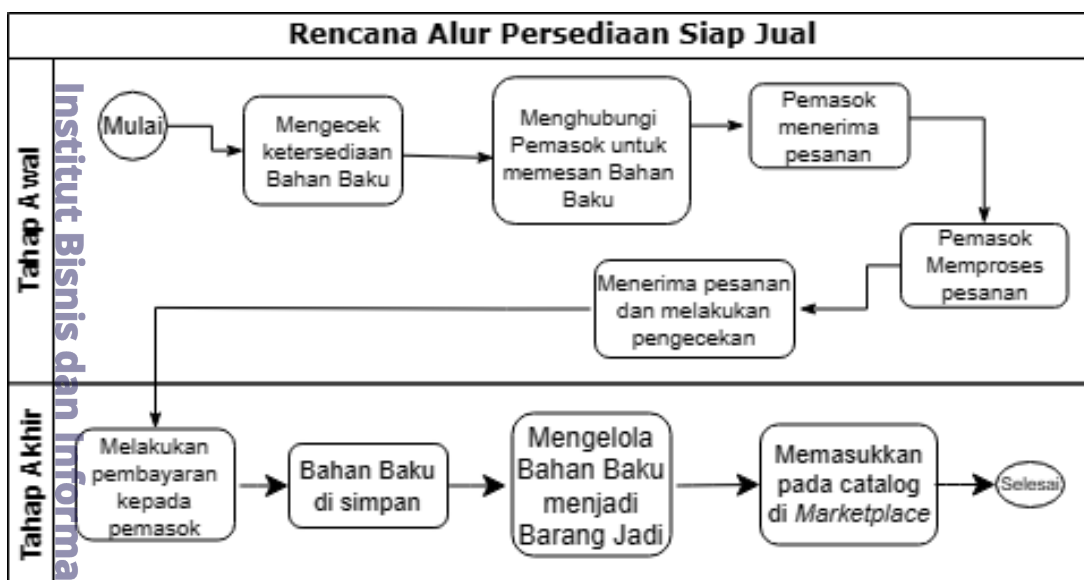 Rencana Alur Persediaan Siap Jual
Tahap Awal
Mulai
Mengecek
ketersediaan
Bahan Baku
Menghubungi
Pemasok untuk
memesan Bahan
Baku
Pemasok
menerima
pesanan
Pemasok
Memproses
pesanan
Menerima pesanan
dan melakukan
pengecekan
Tahap Akhir
Melakukan
pembayaran
kepada
pemasok
Bahan Baku
di simpan
Mengelola
Bahan Baku
menjadi
Barang Jadi
Memasukkan
pada catalog
di Marketplace
Selesai
Institut Bisnis dan Informa